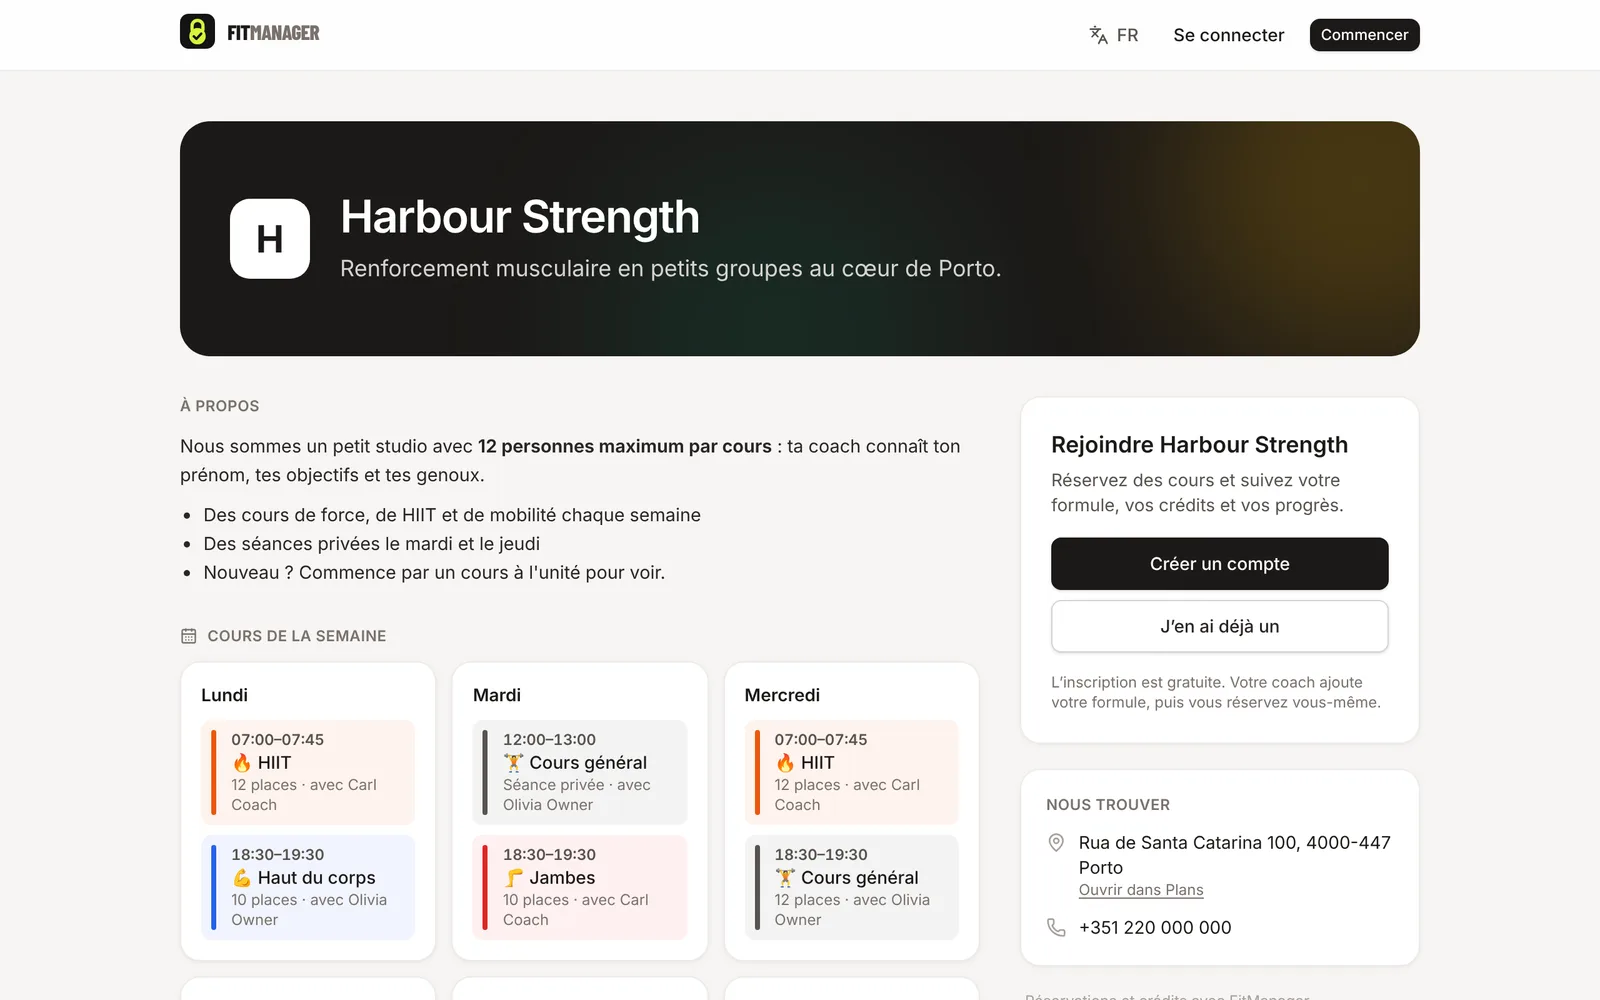 FITMANAGER
FR
Se connecter
Commencer
H
Harbour Strength
Renforcement musculaire en petits groupes au cœur de Porto.
À PROPOS
Nous sommes un petit studio avec 12 personnes maximum par cours : ta coach connaît ton
prénom, tes objectifs et tes genoux.
• Des cours de force, de HIIT et de mobilité chaque semaine
• Des séances privées le mardi et le jeudi
• Nouveau ? Commence par un cours à l'unité pour voir.
COURS DE LA SEMAINE
Lundi
07:00–07:45
🔥 HIIT
12 places · avec Carl
Coach
18:30–19:30
💪 Haut du corps
10 places · avec Olivia
Owner
Mardi
12:00–13:00
🏋️ Cours général
Séance privée · avec
Olivia Owner
18:30–19:30
🦵 Jambes
10 places · avec Carl
Coach
Mercredi
07:00–07:45
🔥 HIIT
12 places · avec Carl
Coach
18:30–19:30
🏋️ Cours général
12 places · avec Olivia
Owner
Rejoindre Harbour Strength
Réservez des cours et suivez votre
formule, vos crédits et vos progrès.
Créer un compte
J’en ai déjà un
L’inscription est gratuite. Votre coach ajoute
votre formule, puis vous réservez vous-même.
NOUS TROUVER
Rua de Santa Catarina 100, 4000-447
Porto
Ouvrir dans Plans
+351 220 000 000
Réservations et crédits avec FitManager